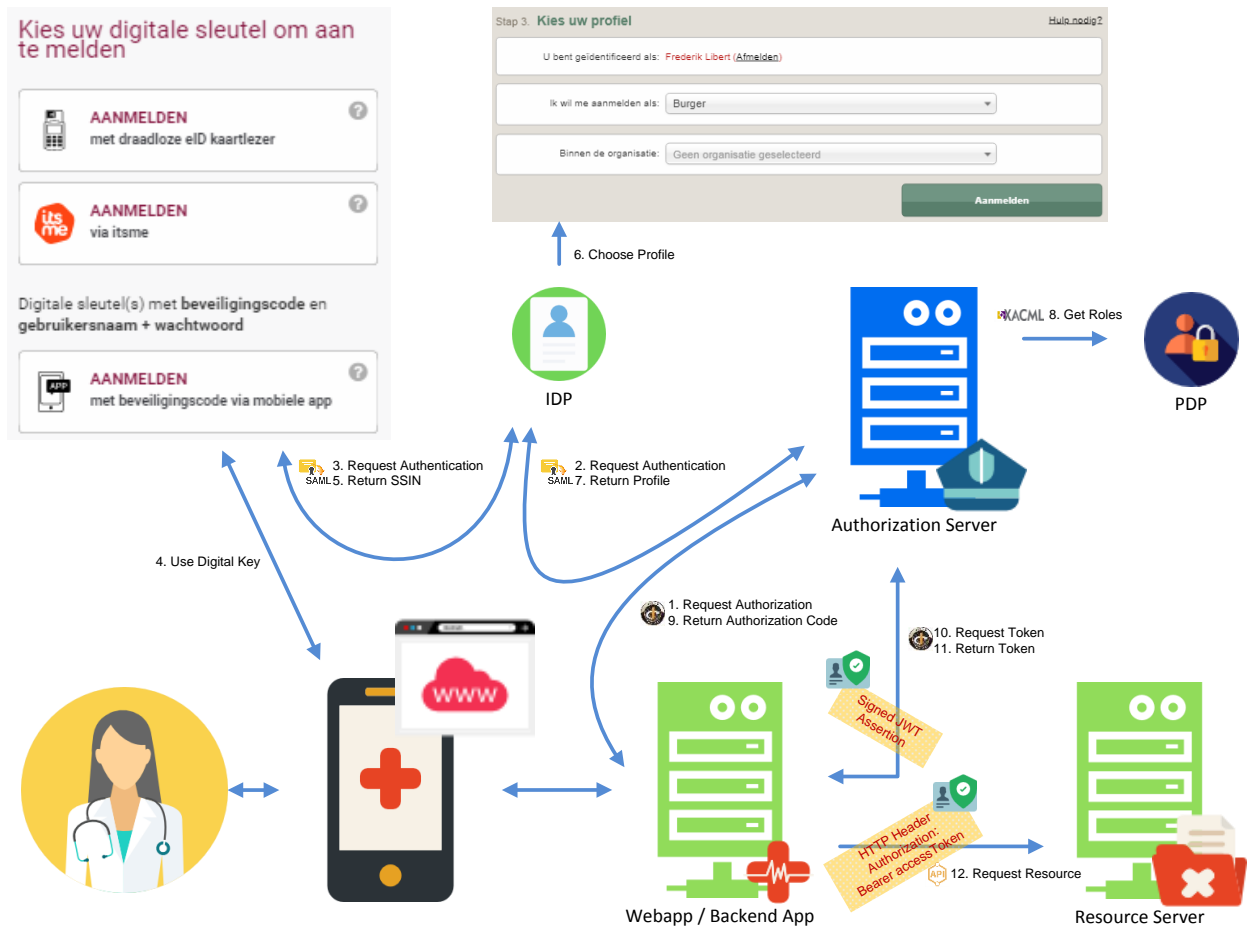 Kies uw digitale sleutel om aan
te melden
AANMELDEN
met draadloze eID kaartlezer
?
its
me
AANMELDEN
via itsme
?
Digitale sleutel(s) met beveiligingscode en
gebruikersnaam + wachtwoord
APP
AANMELDEN
met beveiligingscode via mobiele app
?
Stap 3. Kies uw profiel
Hulp nodig?
U bent geïdentificeerd als: Frederik Libert (Afmelden)
Ik wil me aanmelden als: Burger
Binnen de organisatie: Geen organisatie geselecteerd
Aanmelden
6. Choose Profile
IDP
XACML 8. Get Roles
PDP
3. Request Authentication
SAML 5. Return SSIN
2. Request Authentication
SAML 7. Return Profile
Authorization Server
4. Use Digital Key
1. Request Authorization
9. Return Authorization Code
10. Request Token
11. Return Token
www
Signed JWT
Assertion
HTTP Header
Authorization:
Bearer accessToken
API 12. Request Resource
Webapp / Backend App
Resource Server